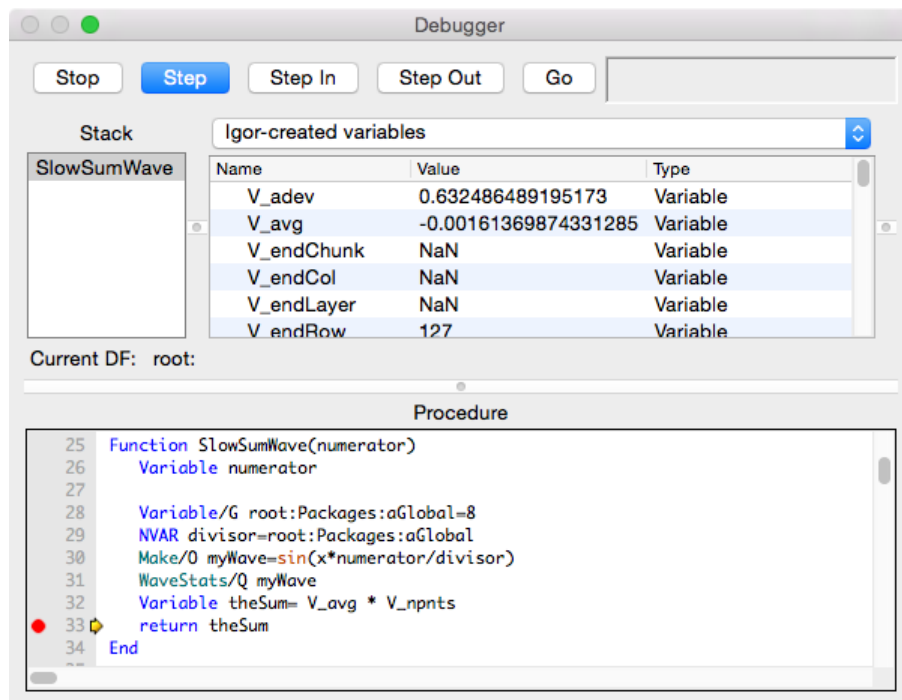 Debugger
Stop Step Step In Step Out Go
Stack Igor-created variables
SlowSumWave Name Value Type
V_adev 0.632486489195173 Variable
V_avg -0.00161369874331285 Variable
V_endChunk NaN Variable
V_endCol NaN Variable
V_endLayer NaN Variable
V_endRow 127 Variable
Current DF: root:
Procedure
25 Function SlowSumWave(numerator)
26 Variable numerator
27
28 Variable/G root:Packages:aGlobal=8
29 NVAR divisor=root:Packages:aGlobal
30 Make/O myWave=sin(x*numerator/divisor)
31 WaveStats/Q myWave
32 Variable theSum= V_avg * V_npnts
33 return theSum
34 End